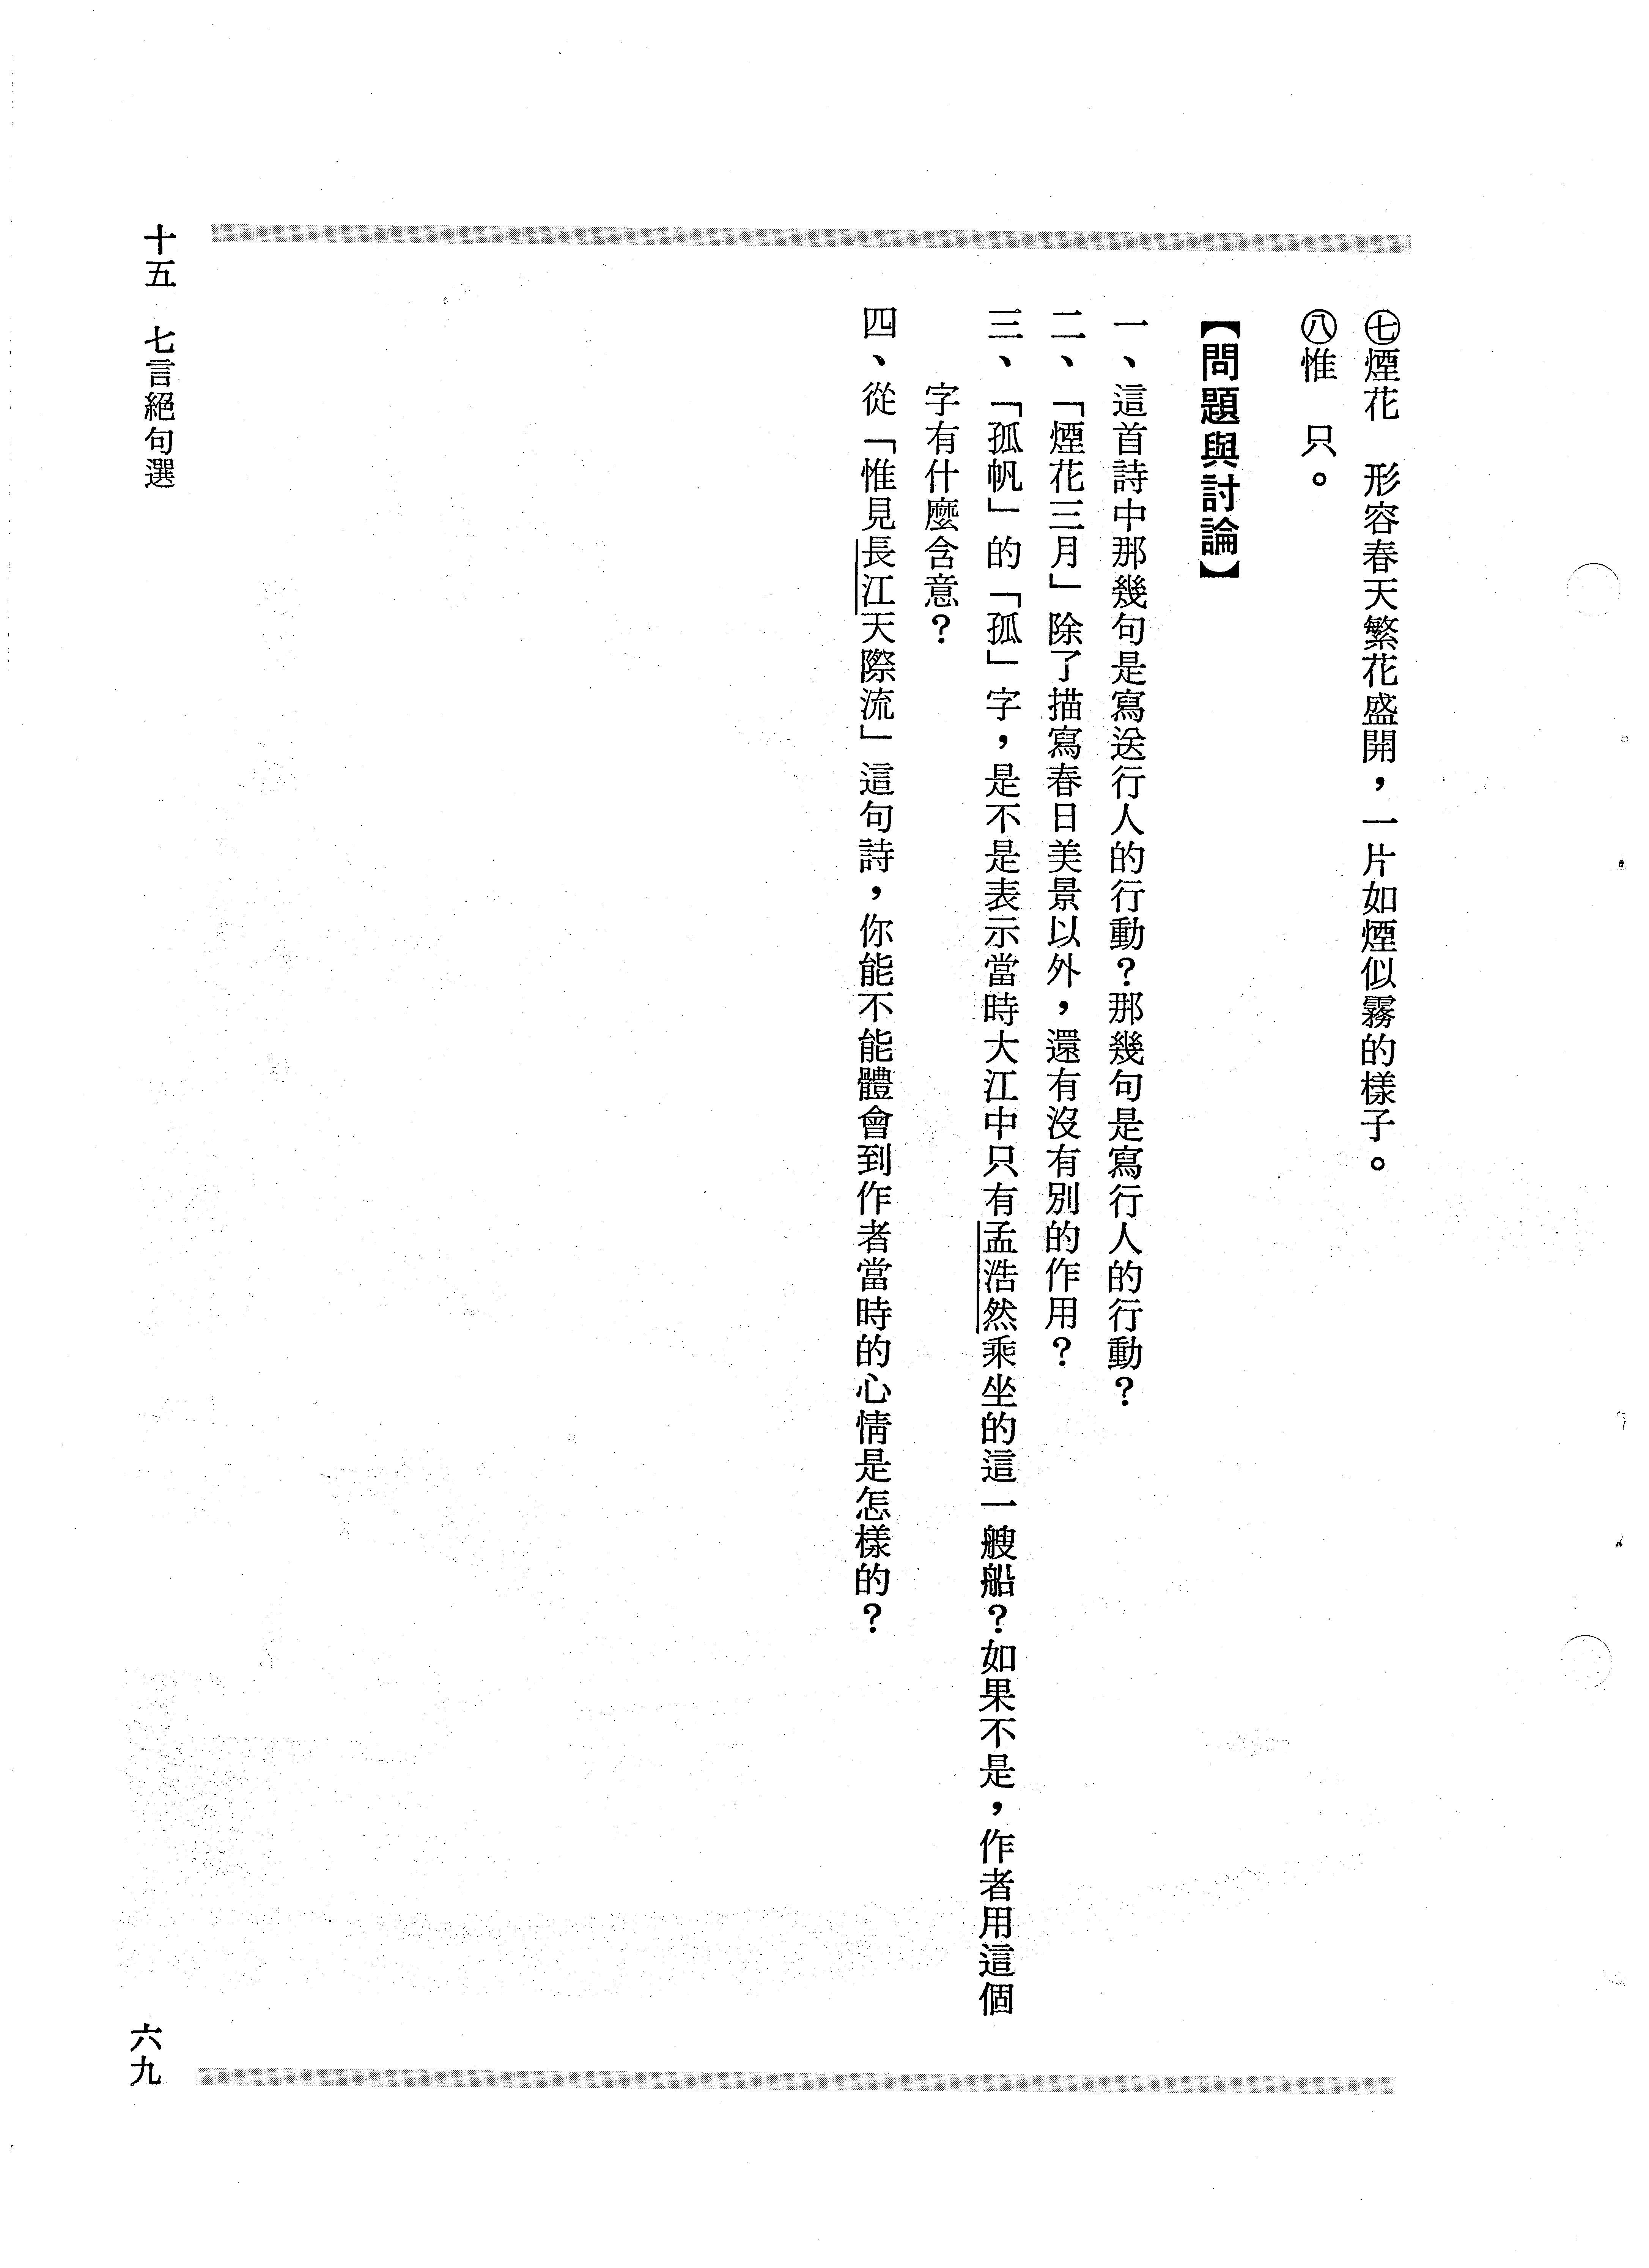 ㊆煙花　形容春天繁花盛開，一片如煙似霧的樣子。
㊇惟　只。
【問題與討論】
一、這首詩中那幾句是寫送行人的行動？那幾句是寫行人的行動？
二、「煙花三月」除了描寫春日美景以外，還有沒有別的作用？
三、「孤帆」的「孤」字，是不是表示當時大江中只有孟浩然乘坐的這一艘船？如果不是，作者用這個
字有什麼含意？
四、從「惟見長江天際流」這句詩，你能不能體會到作者當時的心情是怎樣的？
十五　七言絕句選
六九